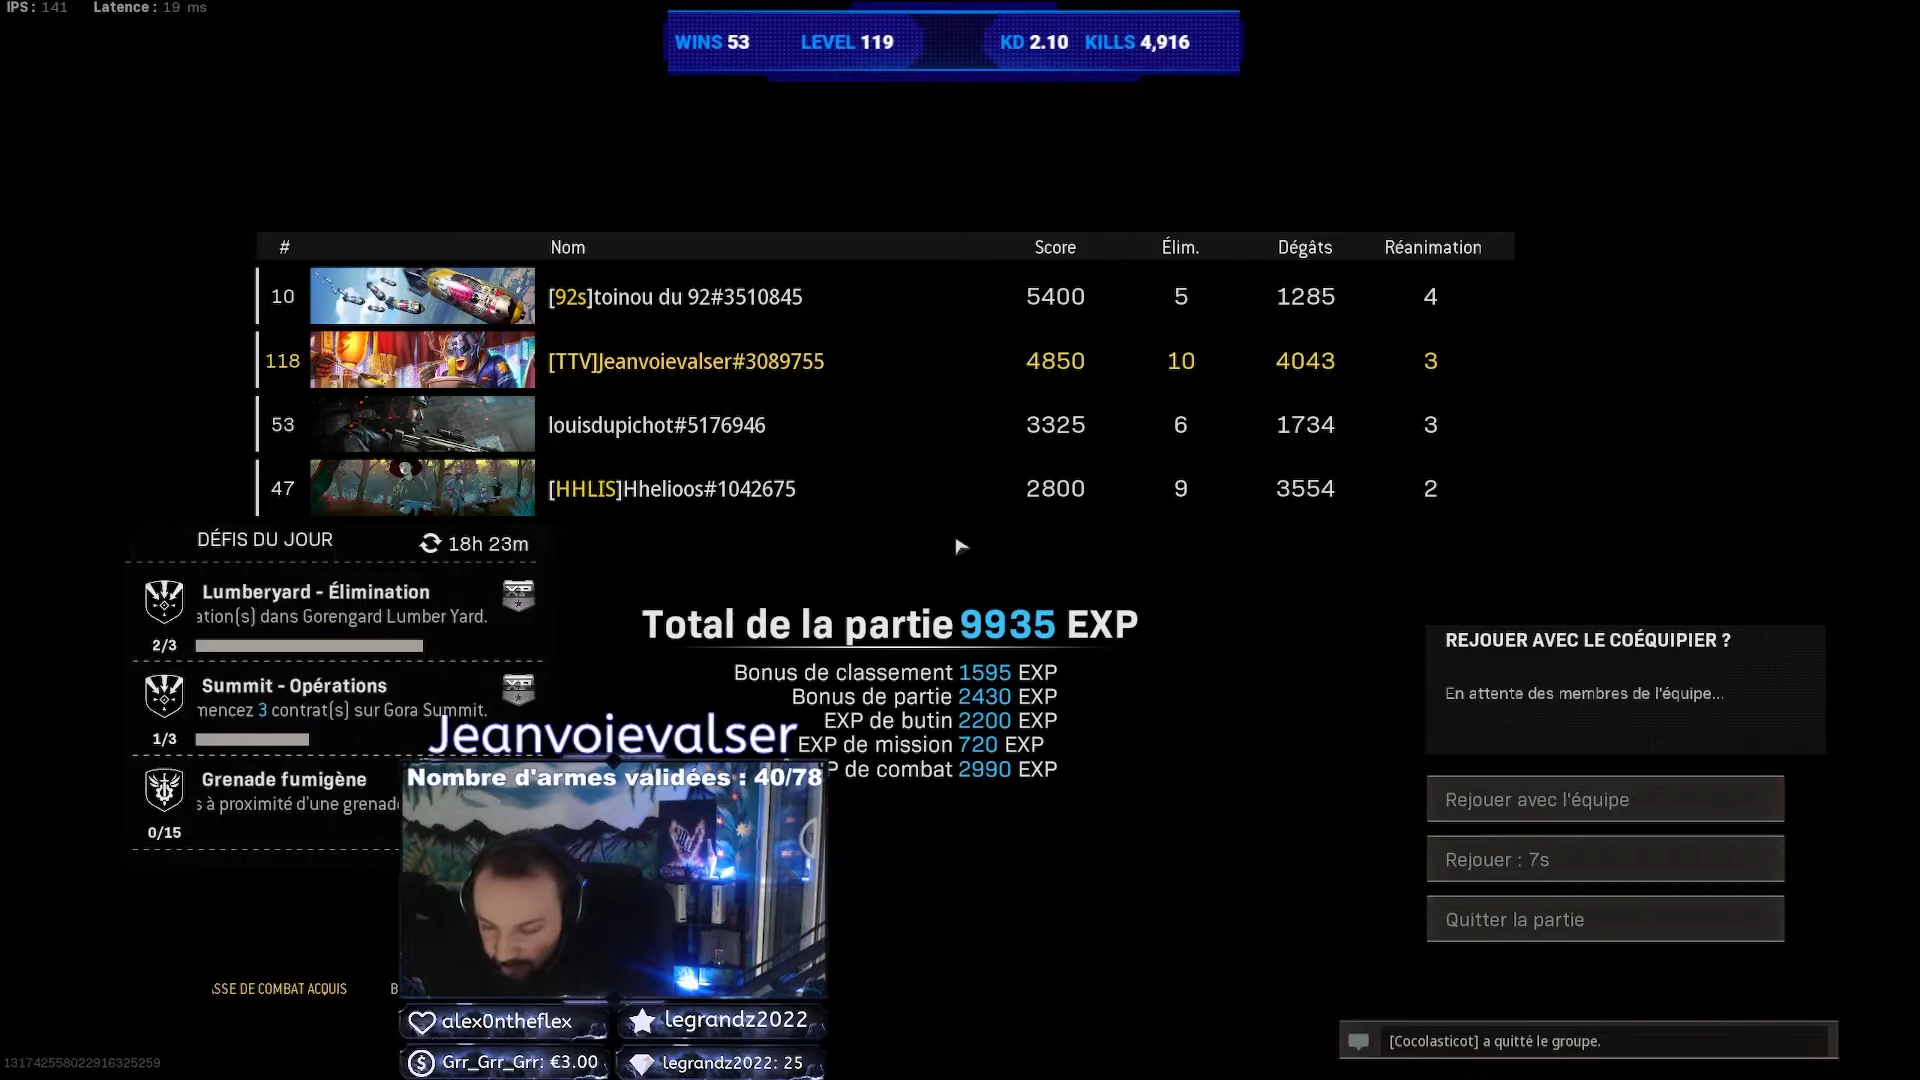 IPS : 141 Latence : 19 ms
WINS 53 LEVEL 119 KD 2.10 KILLS 4,916
# Nom Score Élim. Dégâts Réanimation
10 [92s]toinou du 92#3510845 5400 5 1285 4
118 [TTV]Jeanvoievalser#3089755 4850 10 4043 3
53 louisdupichot#5176946 3325 6 1734 3
47 [HHLIS]Hhelioos#1042675 2800 9 3554 2
DÉFIS DU JOUR 18h 23m
Lumberyard - Élimination
ation(s) dans Gorengard Lumber Yard.
2/3
Summit - Opérations
mencez 3 contrat(s) sur Gora Summit.
1/3
Grenade fumigène
s à proximité d'une grenad
0/15
Total de la partie 9935 EXP
Bonus de classement 1595 EXP
Bonus de partie 2430 EXP
EXP de butin 2200 EXP
EXP de mission 720 EXP
P de combat 2990 EXP
Jeanvoievalser
Nombre d'armes validées : 40/78
REJOUER AVEC LE COÉQUIPIER ?
En attente des membres de l'équipe...
Rejouer avec l'équipe
Rejouer : 7s
Quitter la partie
SSE DE COMBAT ACQUIS B
alex0ntheflex legrandz2022
Grr_Grr_Grr: €3.00 legrandz2022: 25
[Cocolasticot] a quitté le groupe.
131742558022916325259